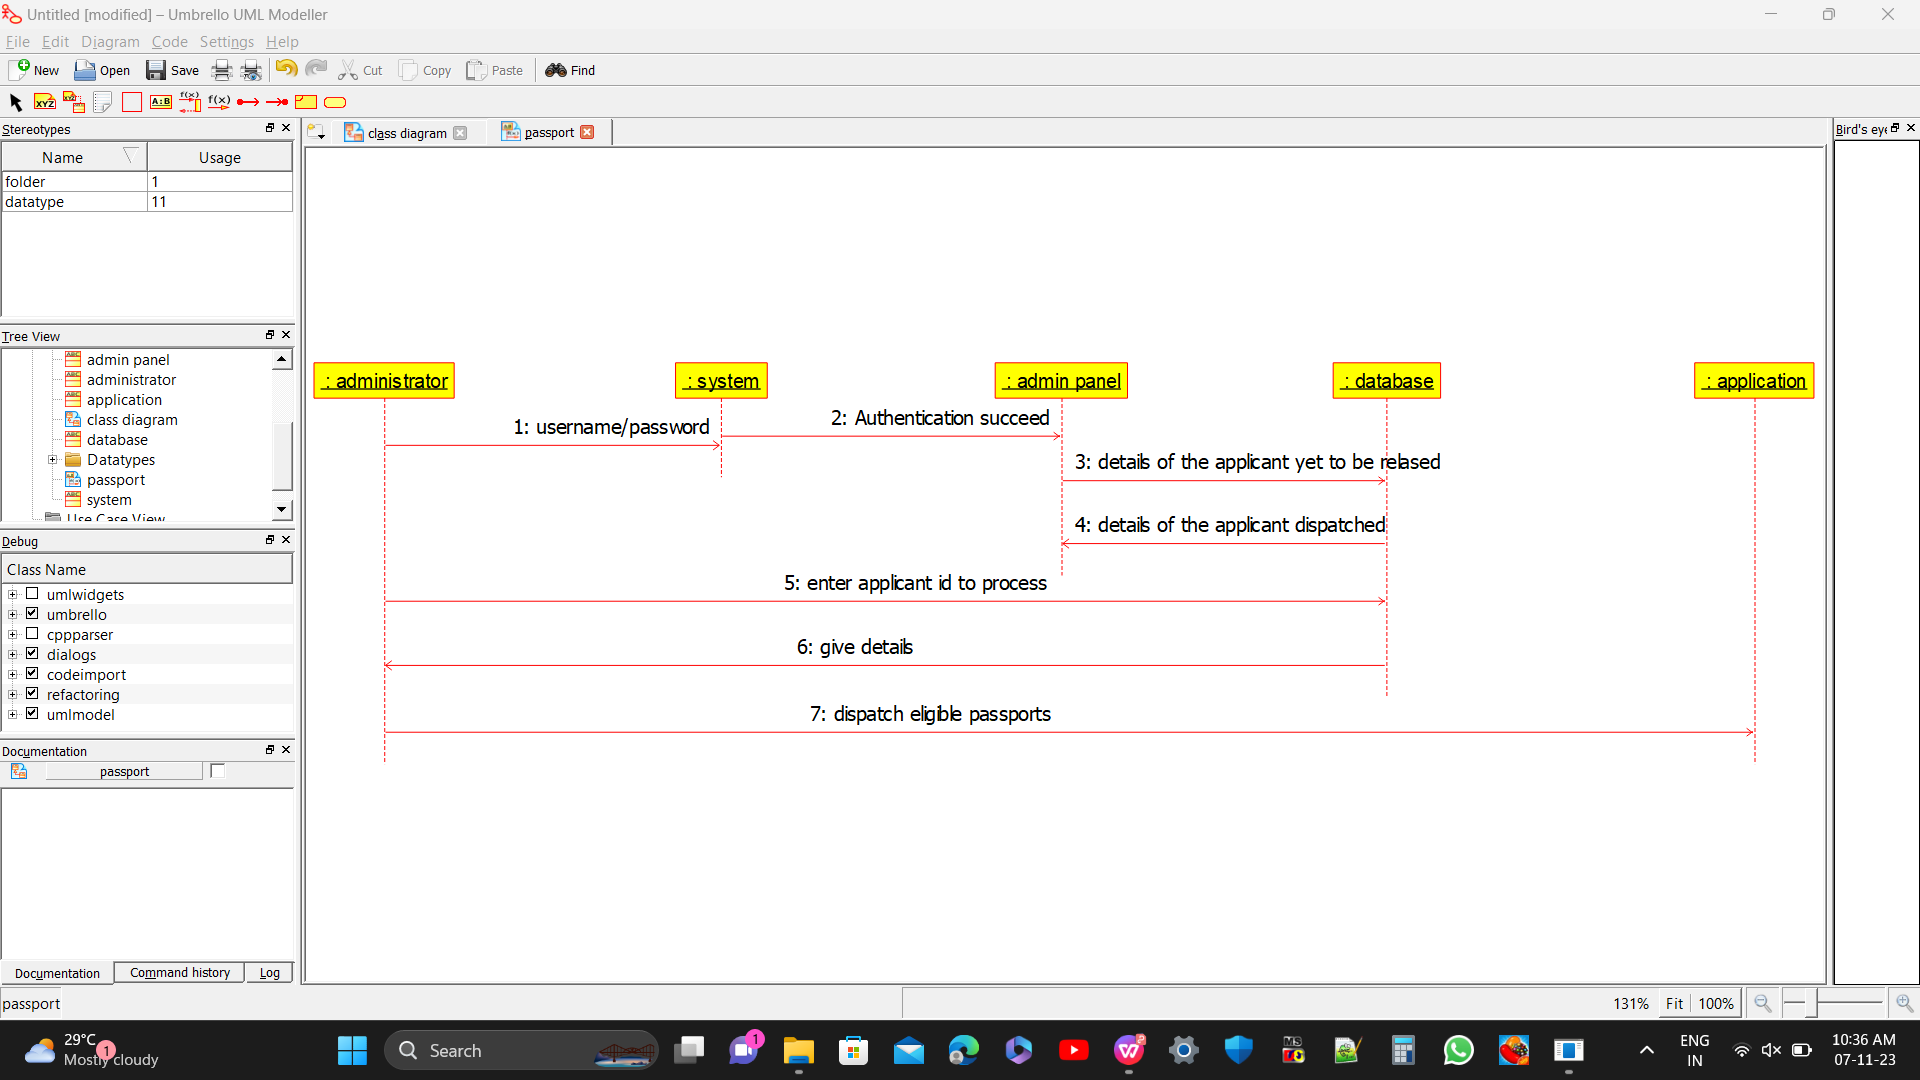 Untitled [modified] – Umbrello UML Modeller
File Edit Diagram Code Settings Help
New Open Save Cut Copy Paste Find
XYZ A:B f(x) f(x)
Stereotypes
class diagram passport
Bird's eye
Name Usage
folder 1
datatype 11
Tree View
admin panel
administrator
application
class diagram
database
Datatypes
passport
system
Use Case View
: administrator : system : admin panel : database : application
1: username/password
2: Authentication succeed
3: details of the applicant yet to be relased
4: details of the applicant dispatched
5: enter applicant id to process
6: give details
7: dispatch eligible passports
Debug
Class Name
umlwidgets
umbrello
cppparser
dialogs
codeimport
refactoring
umlmodel
Documentation
passport
Documentation Command history Log
passport
131% Fit 100%
29°C
Mostly cloudy
1
Search
1
MS
ENG
IN
10:36 AM
07-11-23